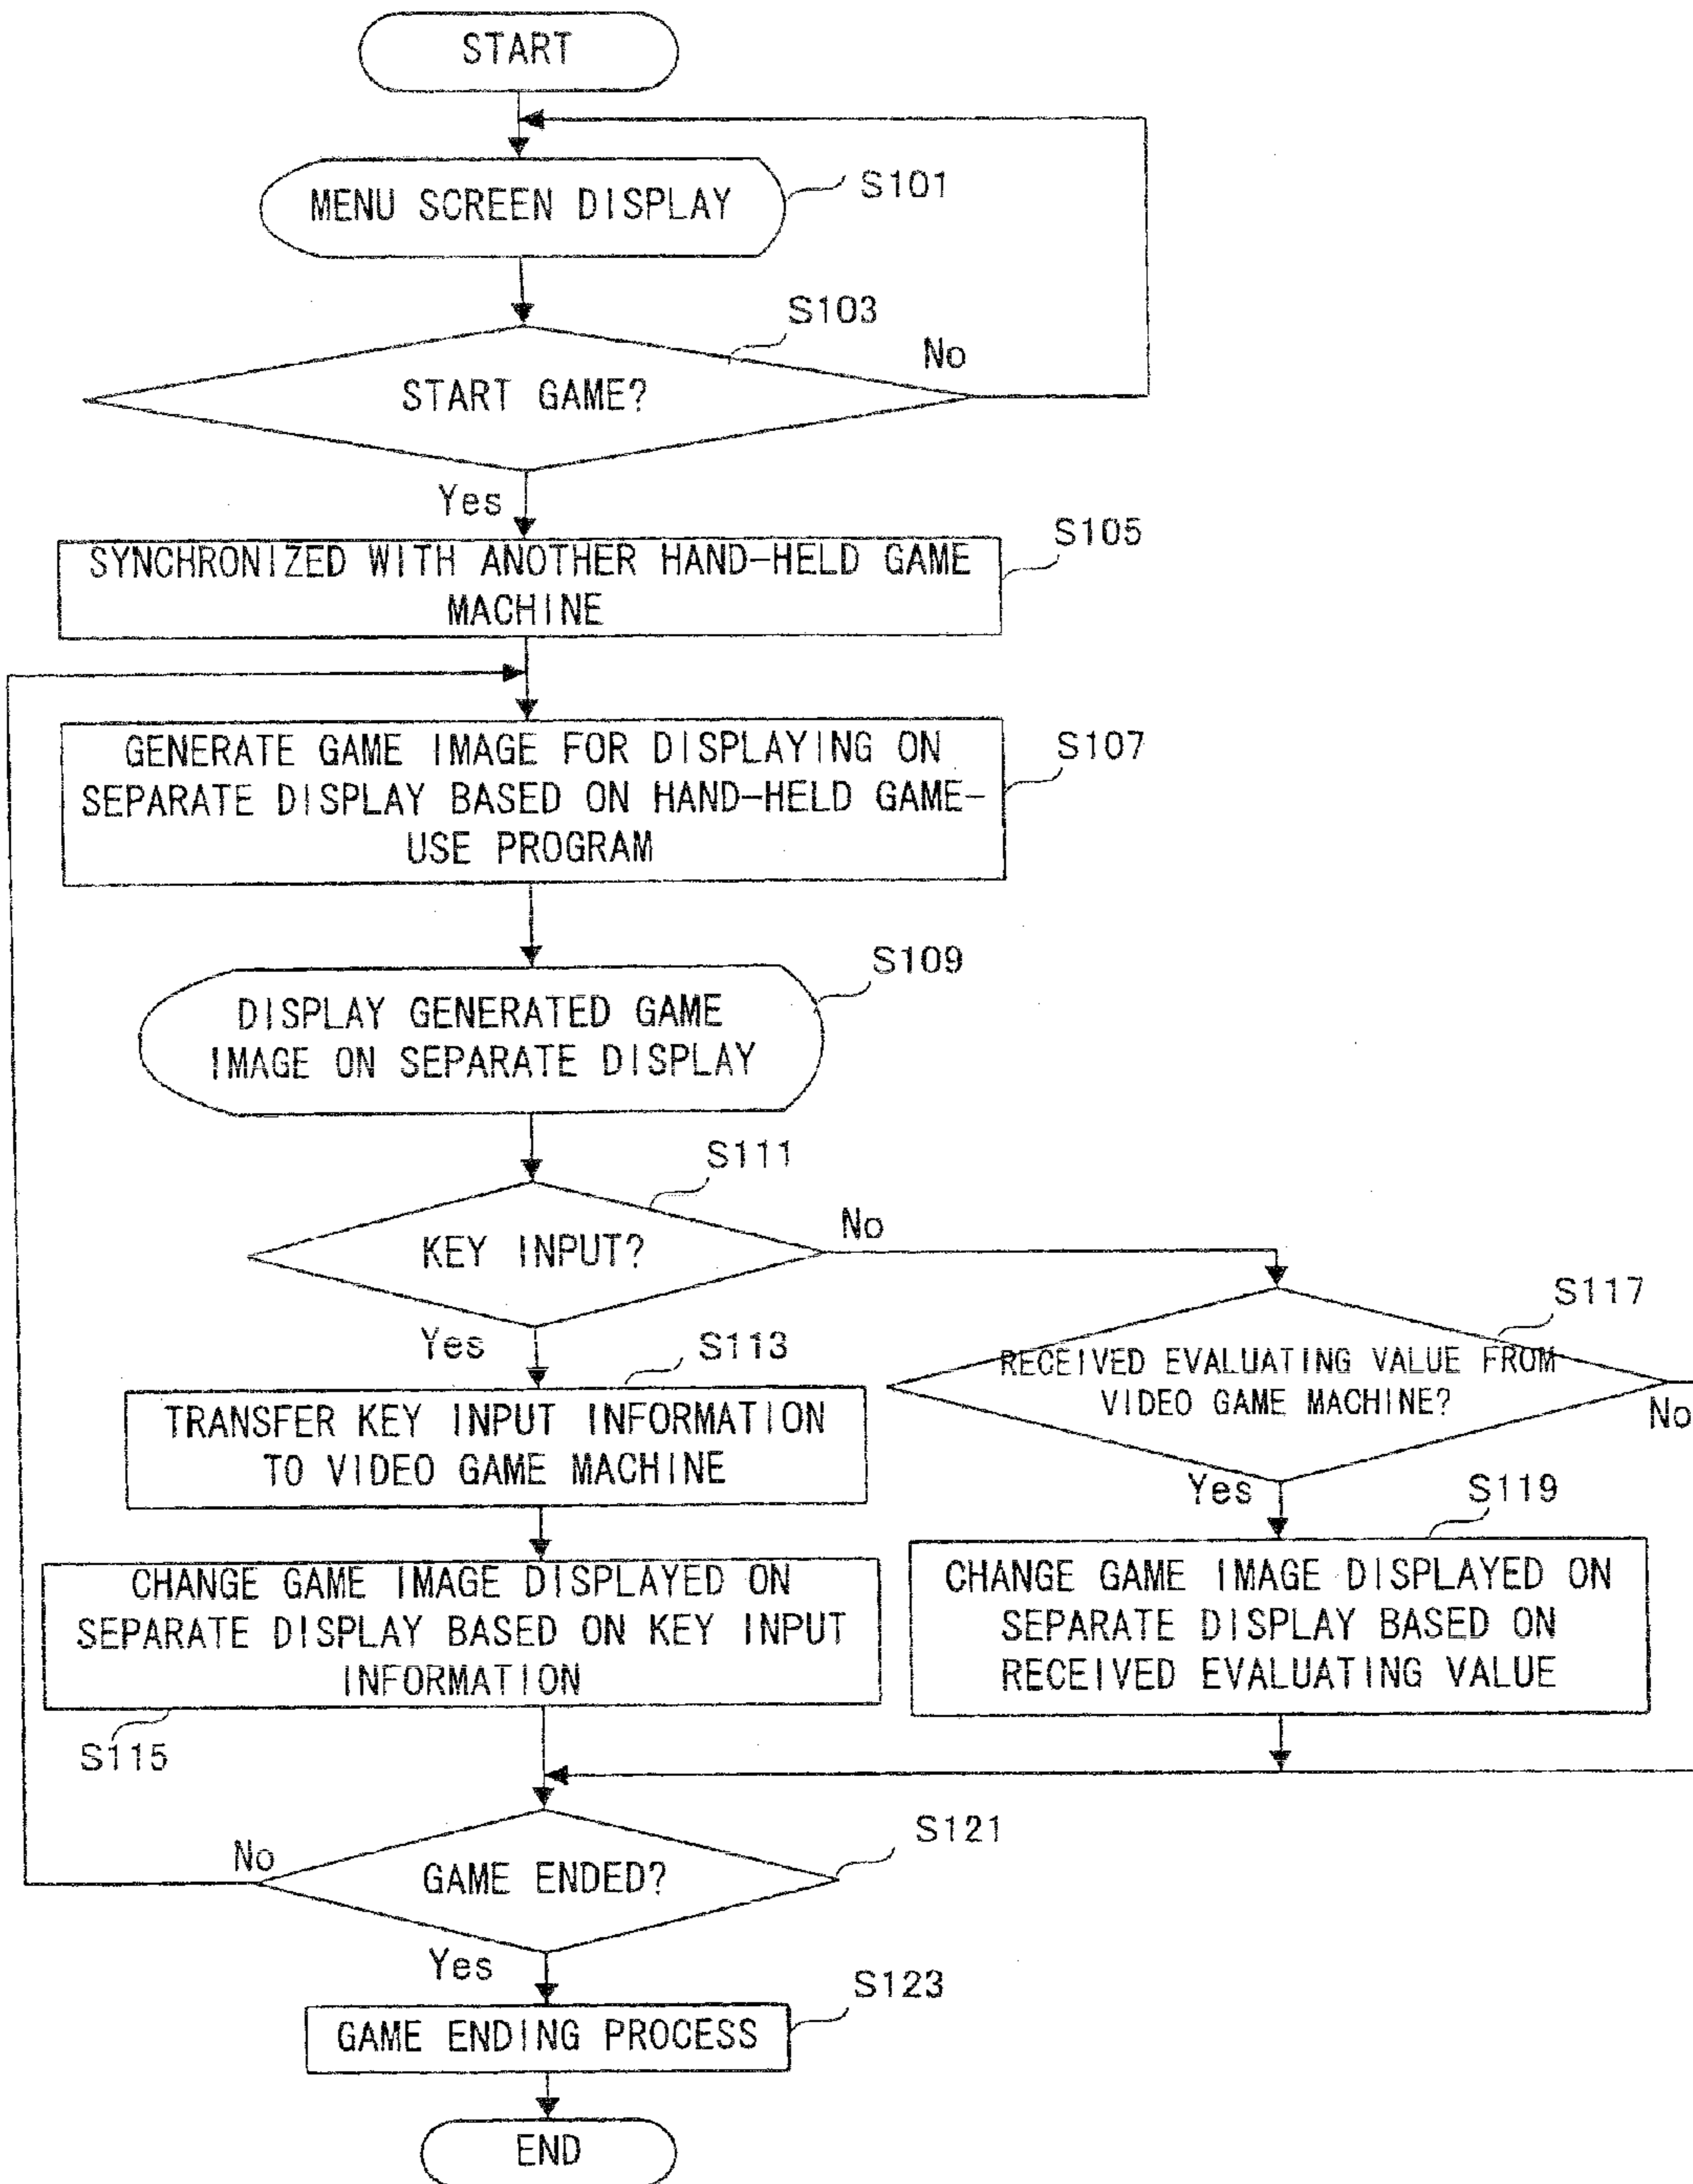 START
MENU SCREEN DISPLAY
S101
S103
START GAME?
No
Yes
S105
SYNCHRONIZED WITH ANOTHER HAND-HELD GAME
MACHINE
S107
GENERATE GAME IMAGE FOR DISPLAYING ON
SEPARATE DISPLAY BASED ON HAND-HELD GAME-
USE PROGRAM
S109
DISPLAY GENERATED GAME
IMAGE ON SEPARATE DISPLAY
S111
KEY INPUT?
No
Yes
S113
TRANSFER KEY INPUT INFORMATION
TO VIDEO GAME MACHINE
S117
RECEIVED EVALUATING VALUE FROM
VIDEO GAME MACHINE?
No
Yes
S119
CHANGE GAME IMAGE DISPLAYED ON
SEPARATE DISPLAY BASED ON KEY INPUT
INFORMATION
S115
CHANGE GAME IMAGE DISPLAYED ON
SEPARATE DISPLAY BASED ON
RECEIVED EVALUATING VALUE
S121
No
GAME ENDED?
Yes
S123
GAME ENDING PROCESS
END